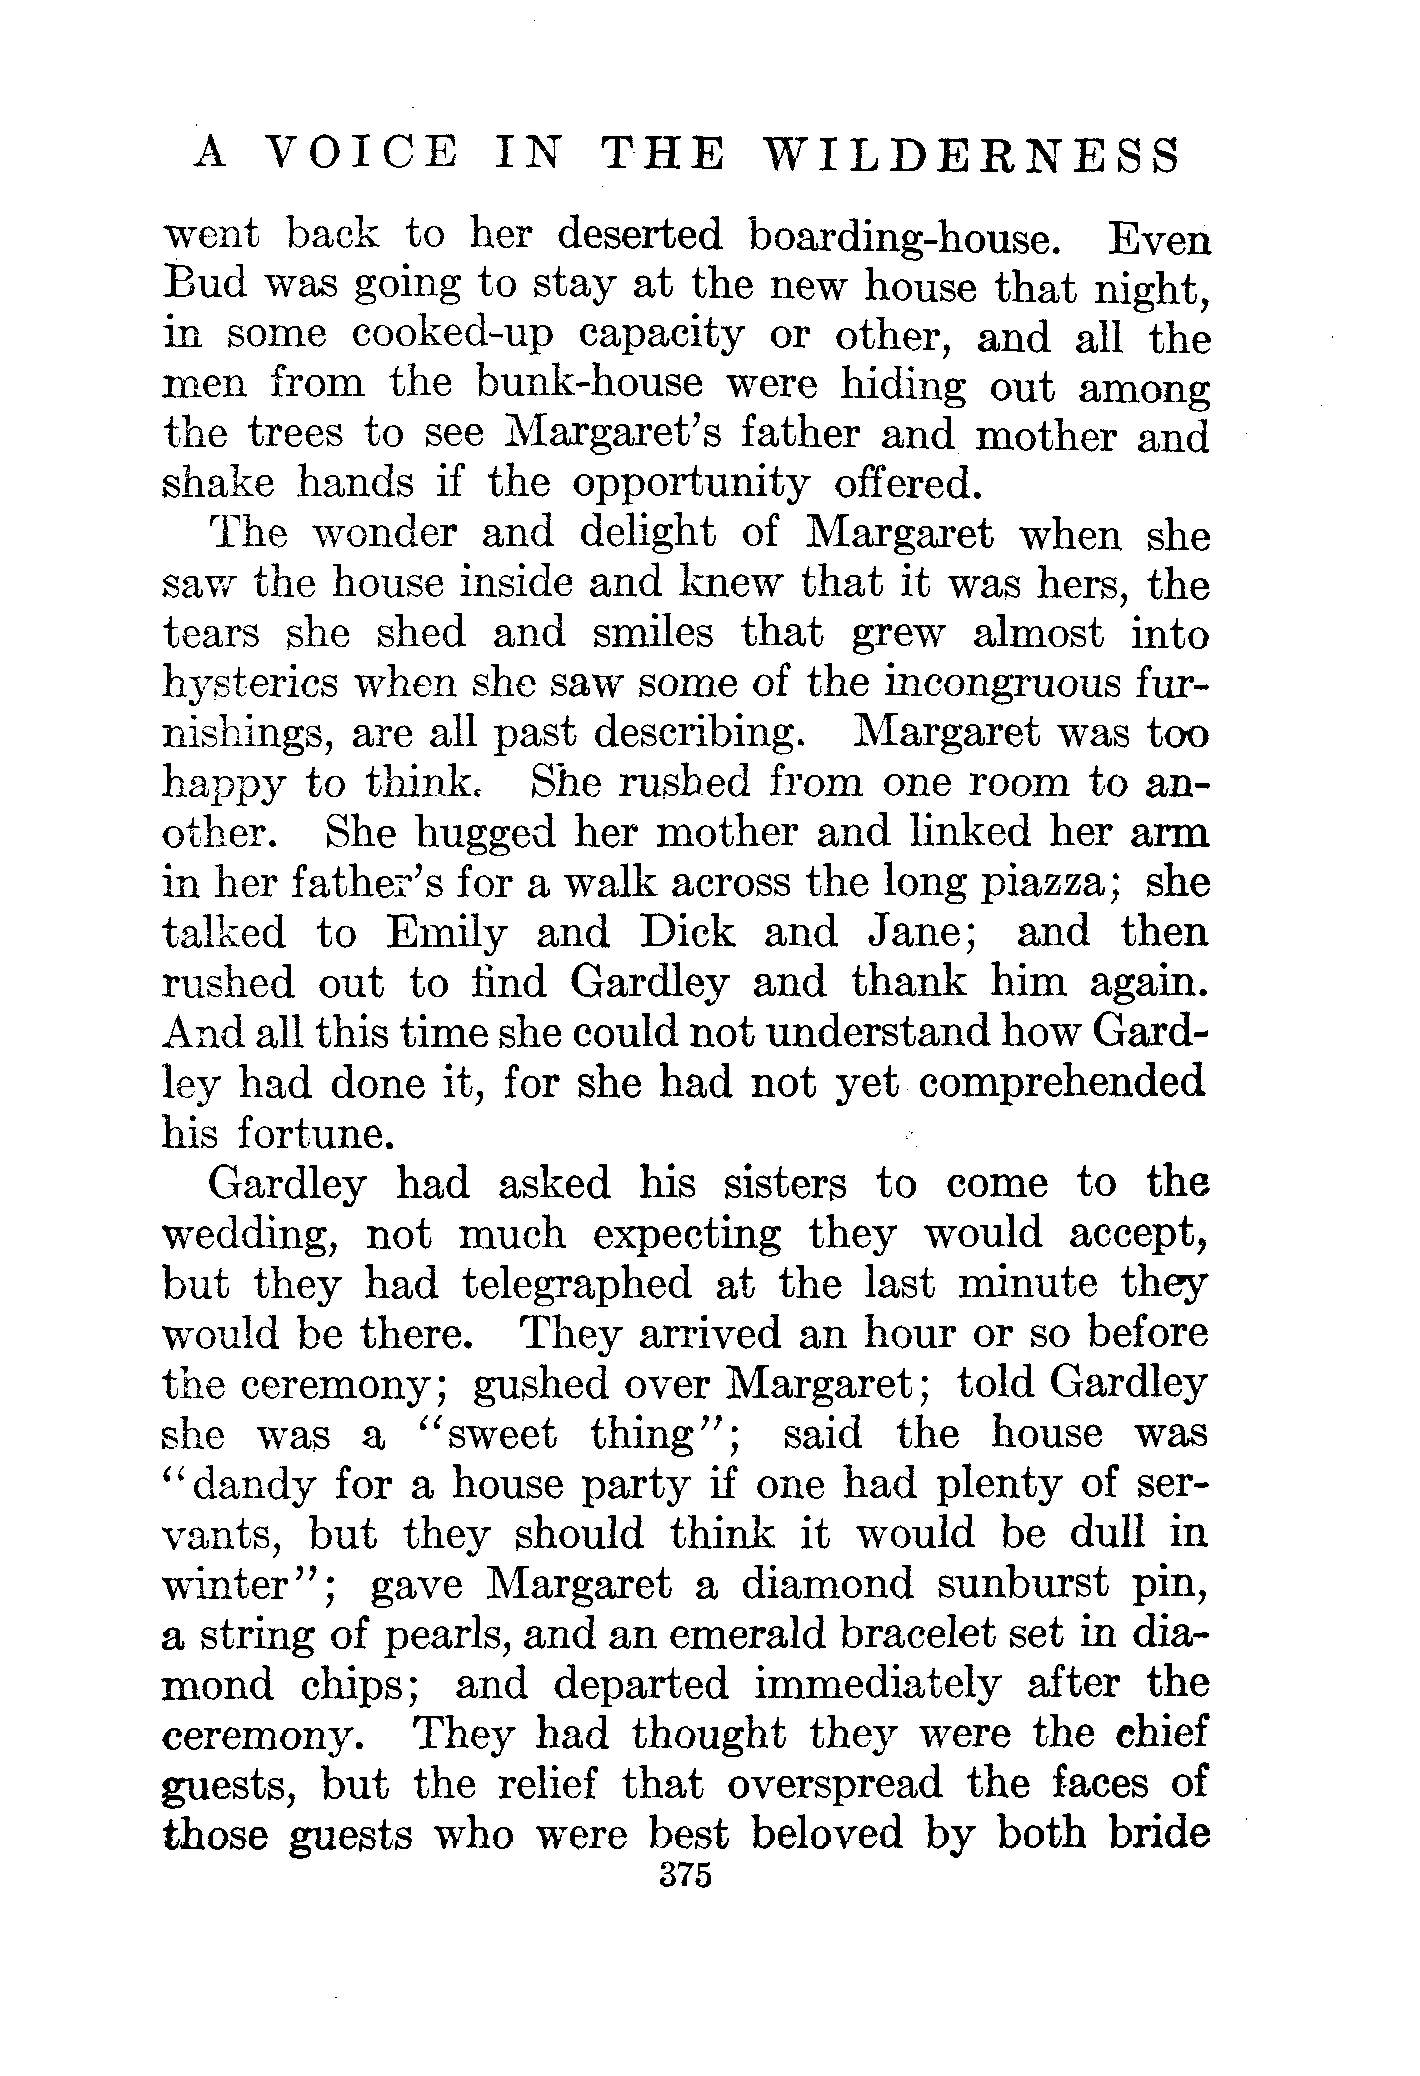 A VOICE IN THE WILDERNESS
went back to her deserted boarding-house. Even
Bud was going to stay at the new house that night,
in some cooked-up capacity or other, and all the
men from the bunk-house were hiding out among
the trees to see Margaret's father and mother and
shake hands if the opportunity offered.
The wonder and delight of Margaret when she
saw the house inside and knew that it was hers, the
tears she shed and smiles that grew almost into
hysterics when she saw some of the incongruous fur-
nishings, are all past describing. Margaret was too
happy to think. She rushed from one room to an-
other. She hugged her mother and linked her arm
in her father's for a walk across the long piazza; she
talked to Emily and Dick and Jane; and then
rushed out to find Gardley and thank him again.
And all this time she could not understand how Gard-
ley had done it, for she had not yet comprehended
his fortune.
Gardley had asked his sisters to come to the
wedding, not much expecting they would accept,
but they had telegraphed at the last minute they
would be there. They arrived an hour or so before
the ceremony; gushed over Margaret; told Gardley
she was a "sweet thing"; said the house was
"dandy for a house party if one had plenty of ser-
vants, but they should think it would be dull in
winter"; gave Margaret a diamond sunburst pin,
a string of pearls, and an emerald bracelet set in dia-
mond chips; and departed immediately after the
ceremony. They had thought they were the chief
guests, but the relief that overspread the faces of
those guests who were best beloved by both bride
375